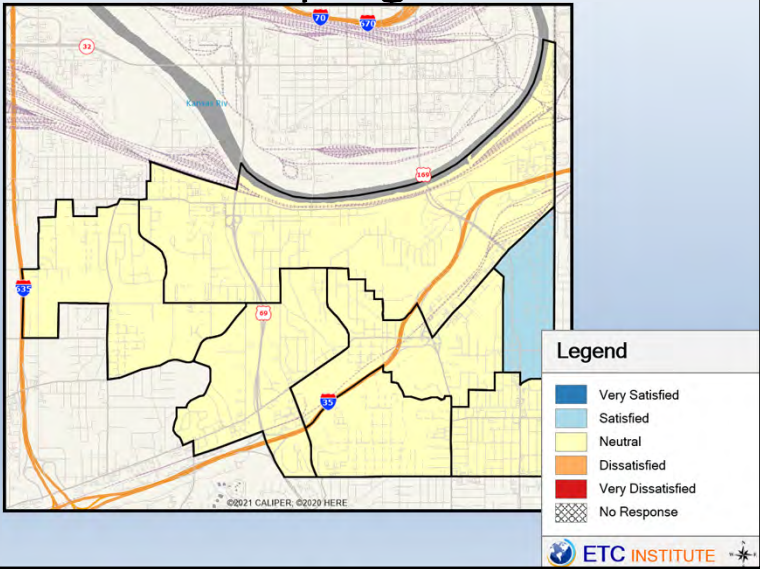 70
670
32
Kansas Riv
169
635
69
35
©2021 CALIPER; ©2020 HERE
Legend
Very Satisfied
Satisfied
Neutral
Dissatisfied
Very Dissatisfied
No Response
ETC INSTITUTE